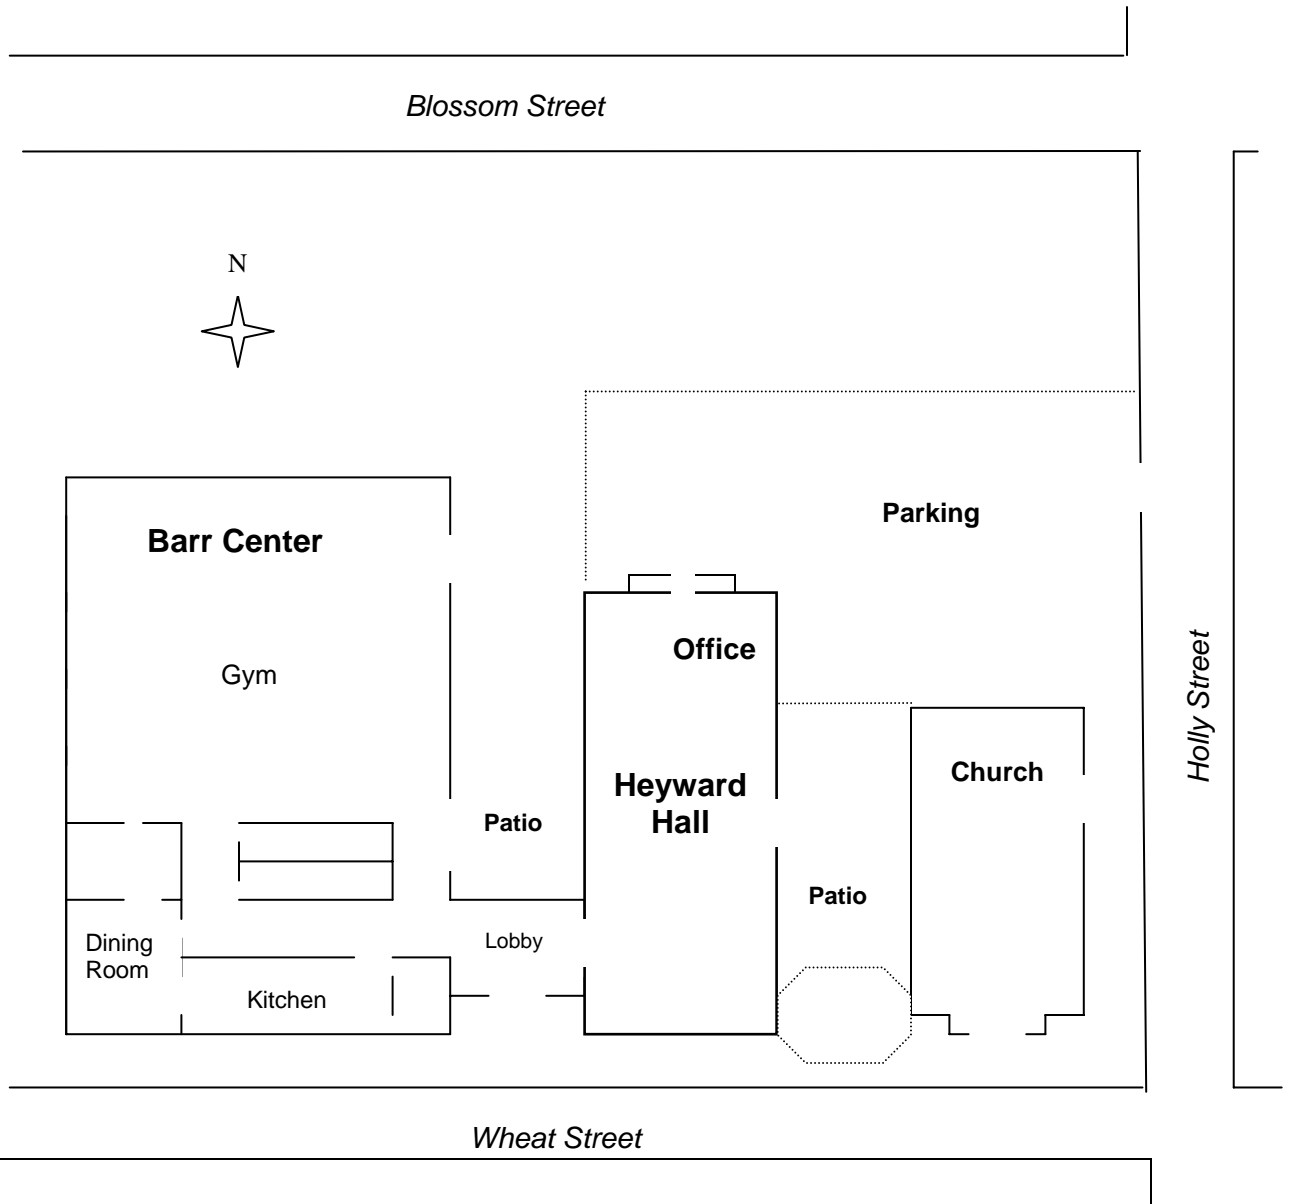 Blossom Street
N
Parking
Barr Center
Office
Gym
Holly Street
Church
Heyward
Hall
Patio
Patio
Dining
Room
Lobby
Kitchen
Wheat Street